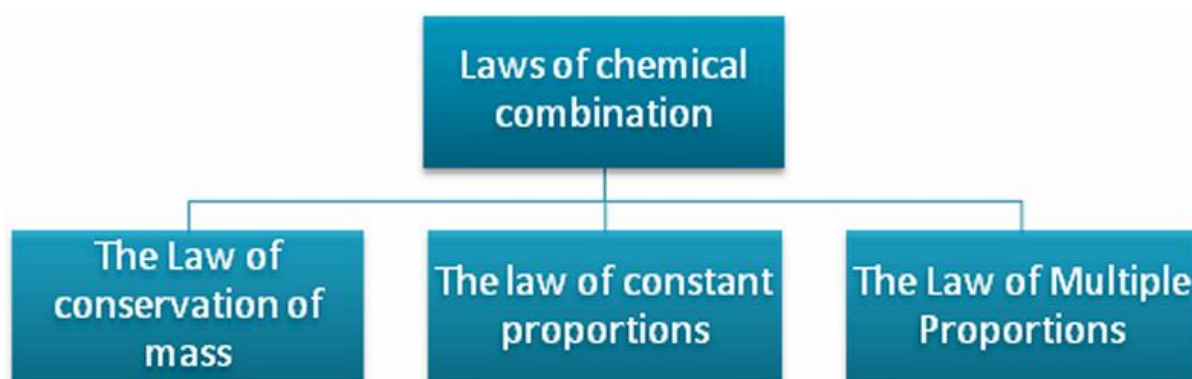 Laws of chemical
combination
The Law of
conservation of
mass
The law of constant
proportions
The Law of Multiple
Proportions